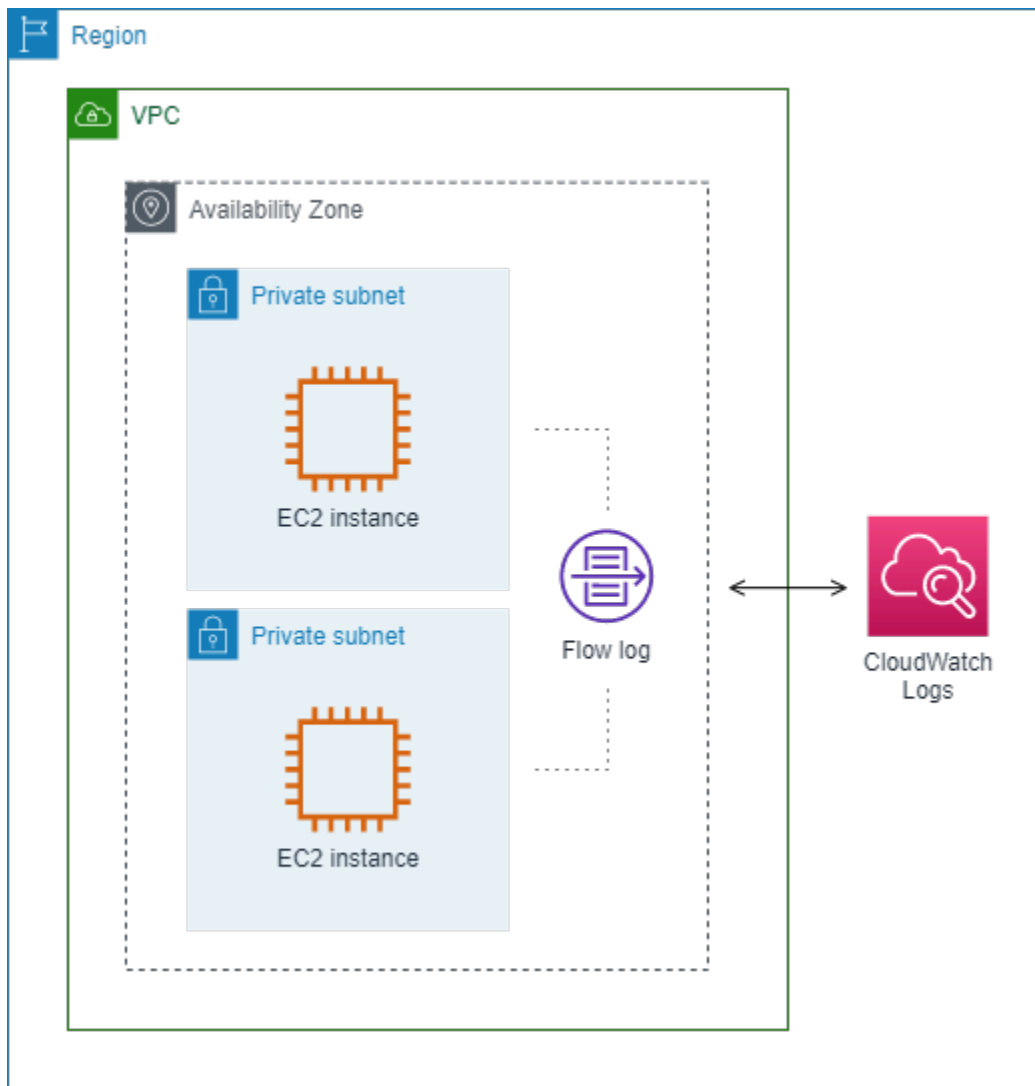 Region
VPC
Availability Zone
Private subnet
EC2 instance
Private subnet
EC2 instance
Flow log
CloudWatch
Logs